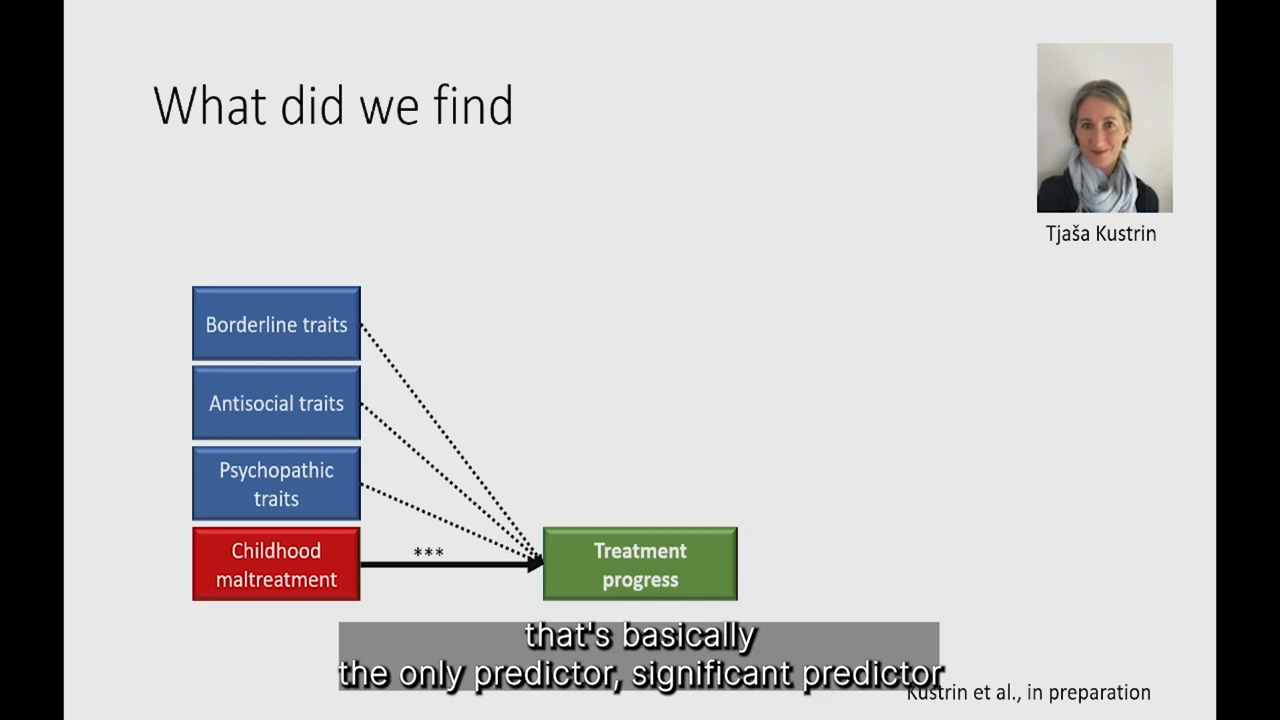 What did we find
Tjaša Kustrin
Borderline traits
Antisocial traits
Psychopathic
traits
Childhood
maltreatment
***
Treatment
progress
that's basically
the only predictor, significant predictor
Kustrin et al., in preparation